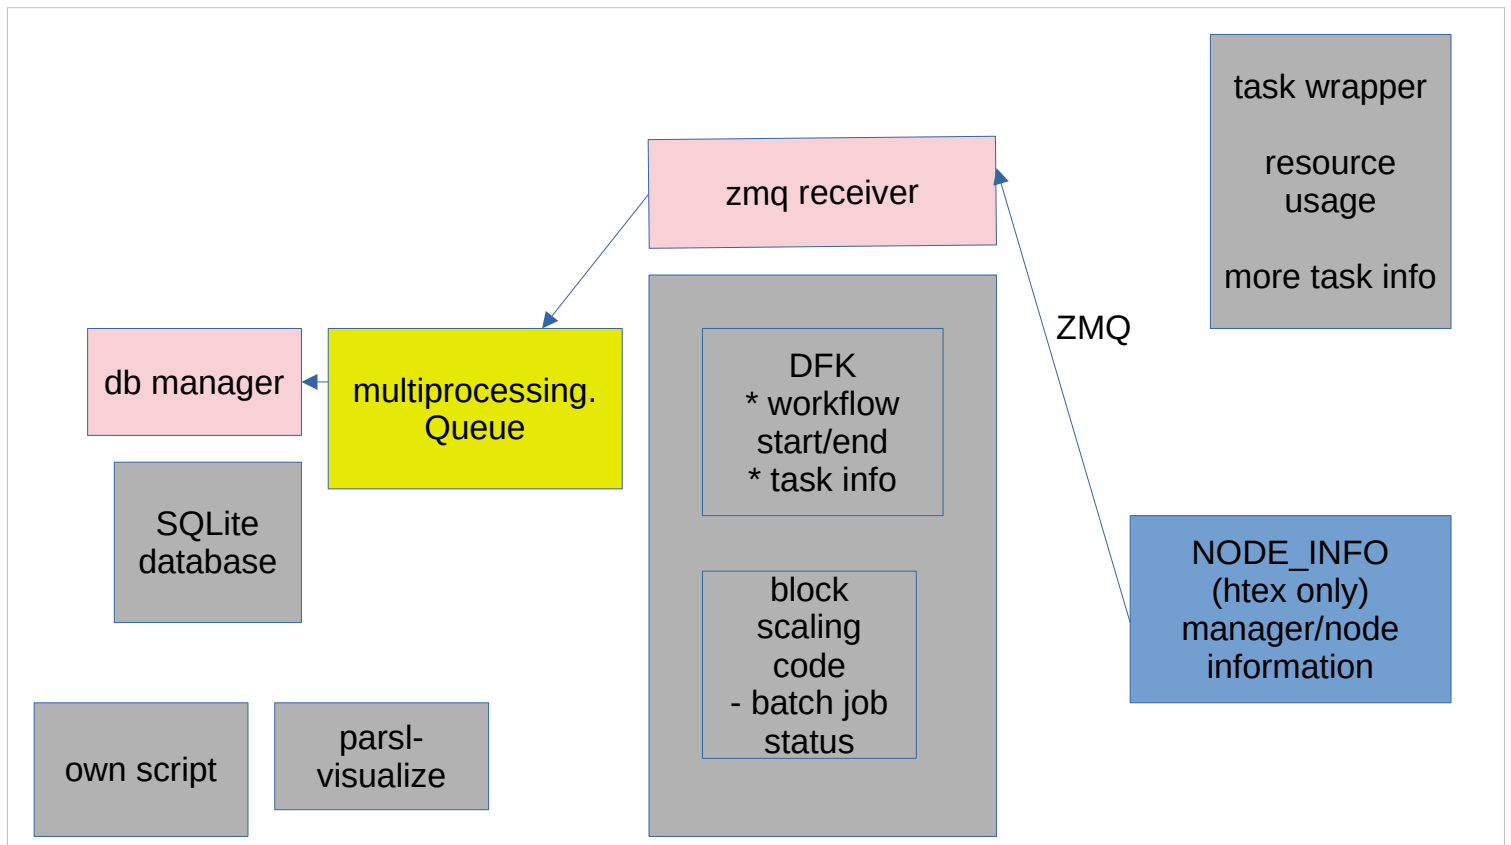 task wrapper
resource
usage
more task info
zmq receiver
ZMQ
db manager
multiprocessing.
Queue
DFK
* workflow
start/end
* task info
SQLite
database
block
scaling
code
- batch job
status
NODE_INFO
(htex only)
manager/node
information
own script
parsl-
visualize